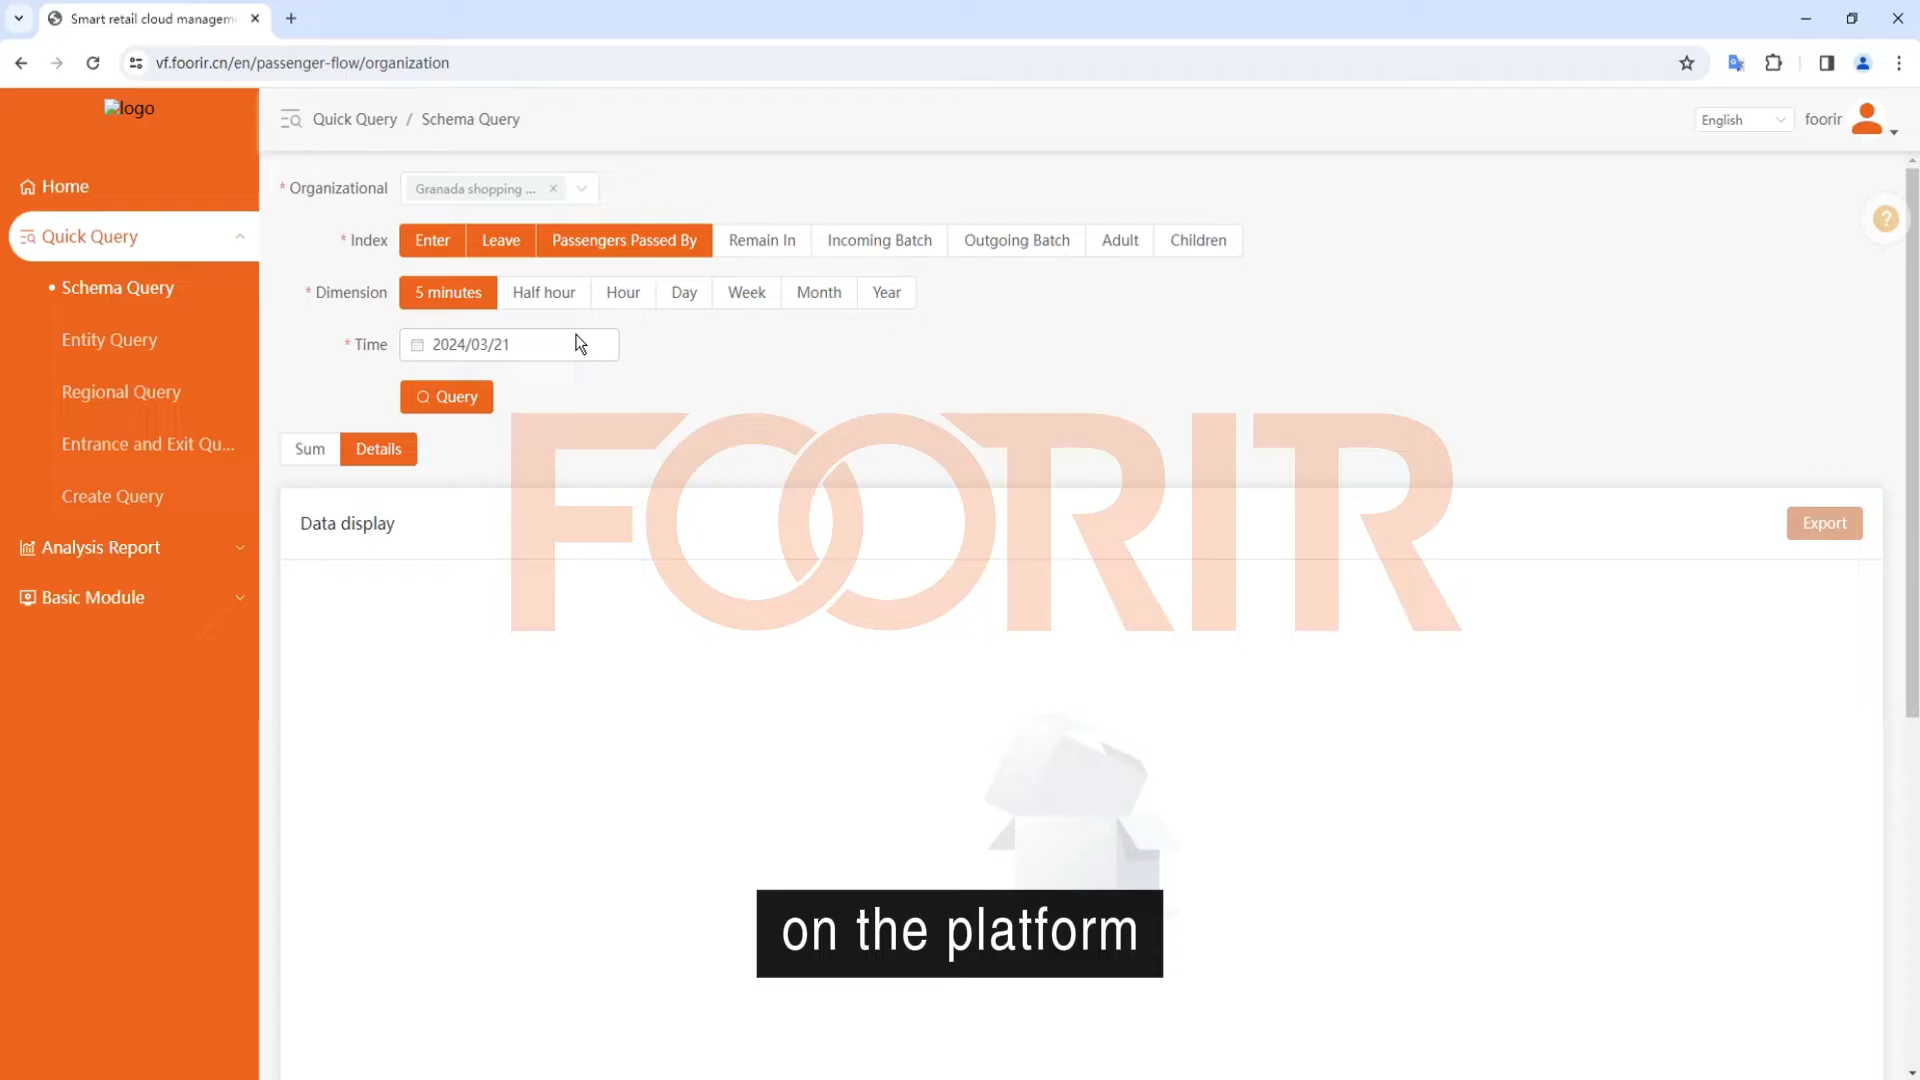 Smart retail cloud managem
vf.foorir.cn/en/passenger-flow/organization
logo
Quick Query / Schema Query
English
foorir
Home
Quick Query
Schema Query
Entity Query
Regional Query
Entrance and Exit Qu...
Create Query
Analysis Report
Basic Module
* Organizational
Granada shopping ...
* Index
Enter
Leave
Passengers Passed By
Remain In
Incoming Batch
Outgoing Batch
Adult
Children
* Dimension
5 minutes
Half hour
Hour
Day
Week
Month
Year
* Time
2024/03/21
Query
Sum
Details
Data display
Export
FOORIR
on the platform